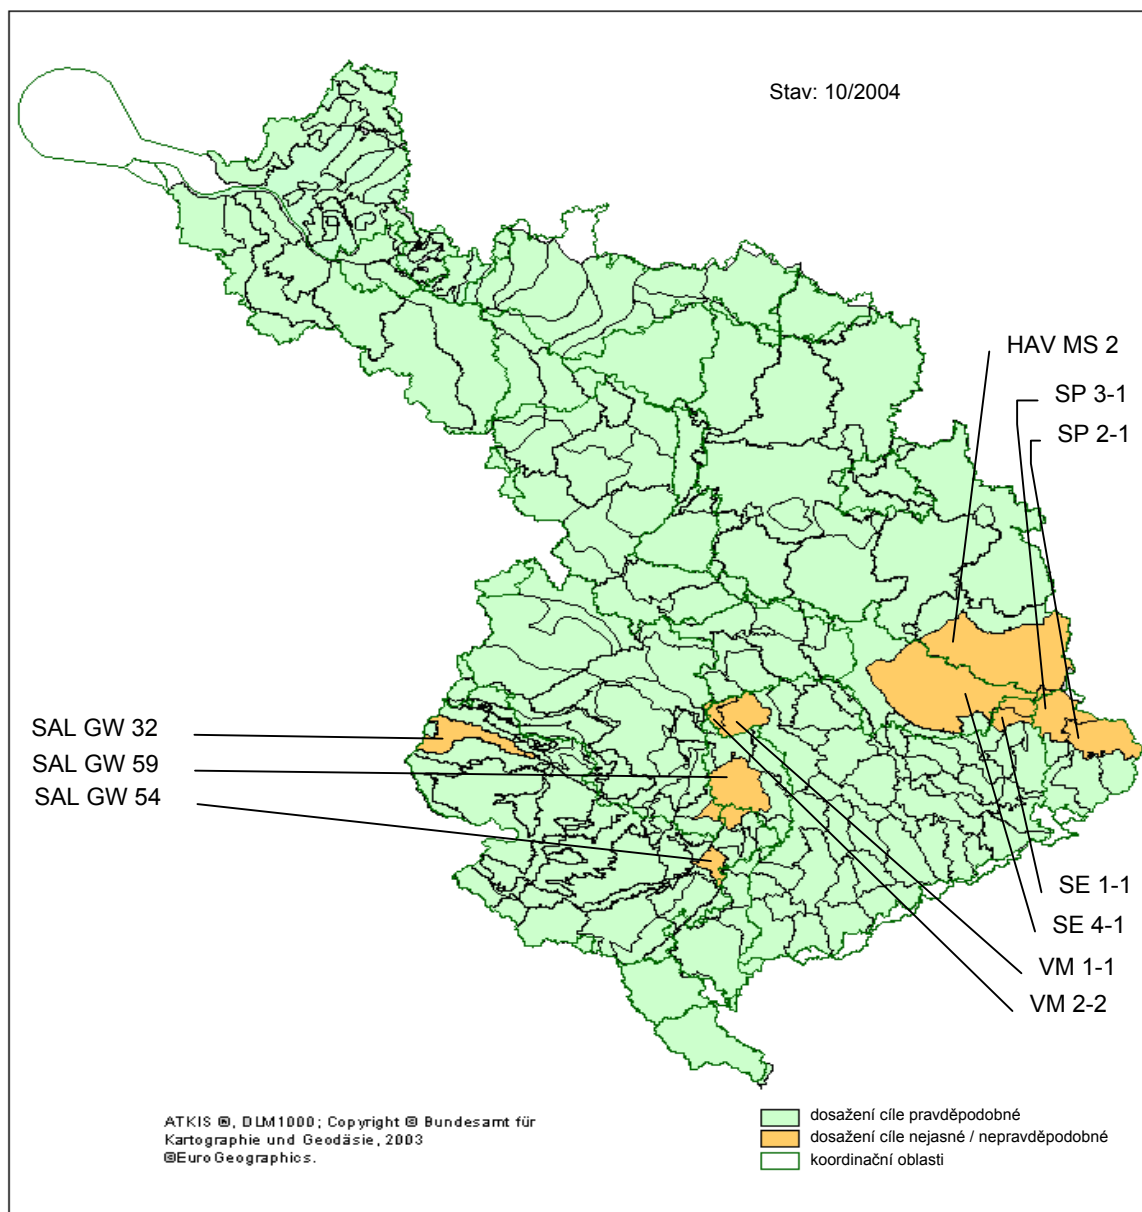 Stav: 10/2004
HAV MS 2
SP 3-1
SP 2-1
SAL GW 32
SAL GW 59
SAL GW 54
SE 1-1
SE 4-1
VM 1-1
VM 2-2
ATKIS ®, DLM1000; Copyright © Bundesamt für
Kartographie und Geodäsie, 2003
©EuroGeographics.
dosažení cíle pravděpodobné
dosažení cíle nejasné / nepravděpodobné
koordinační oblasti